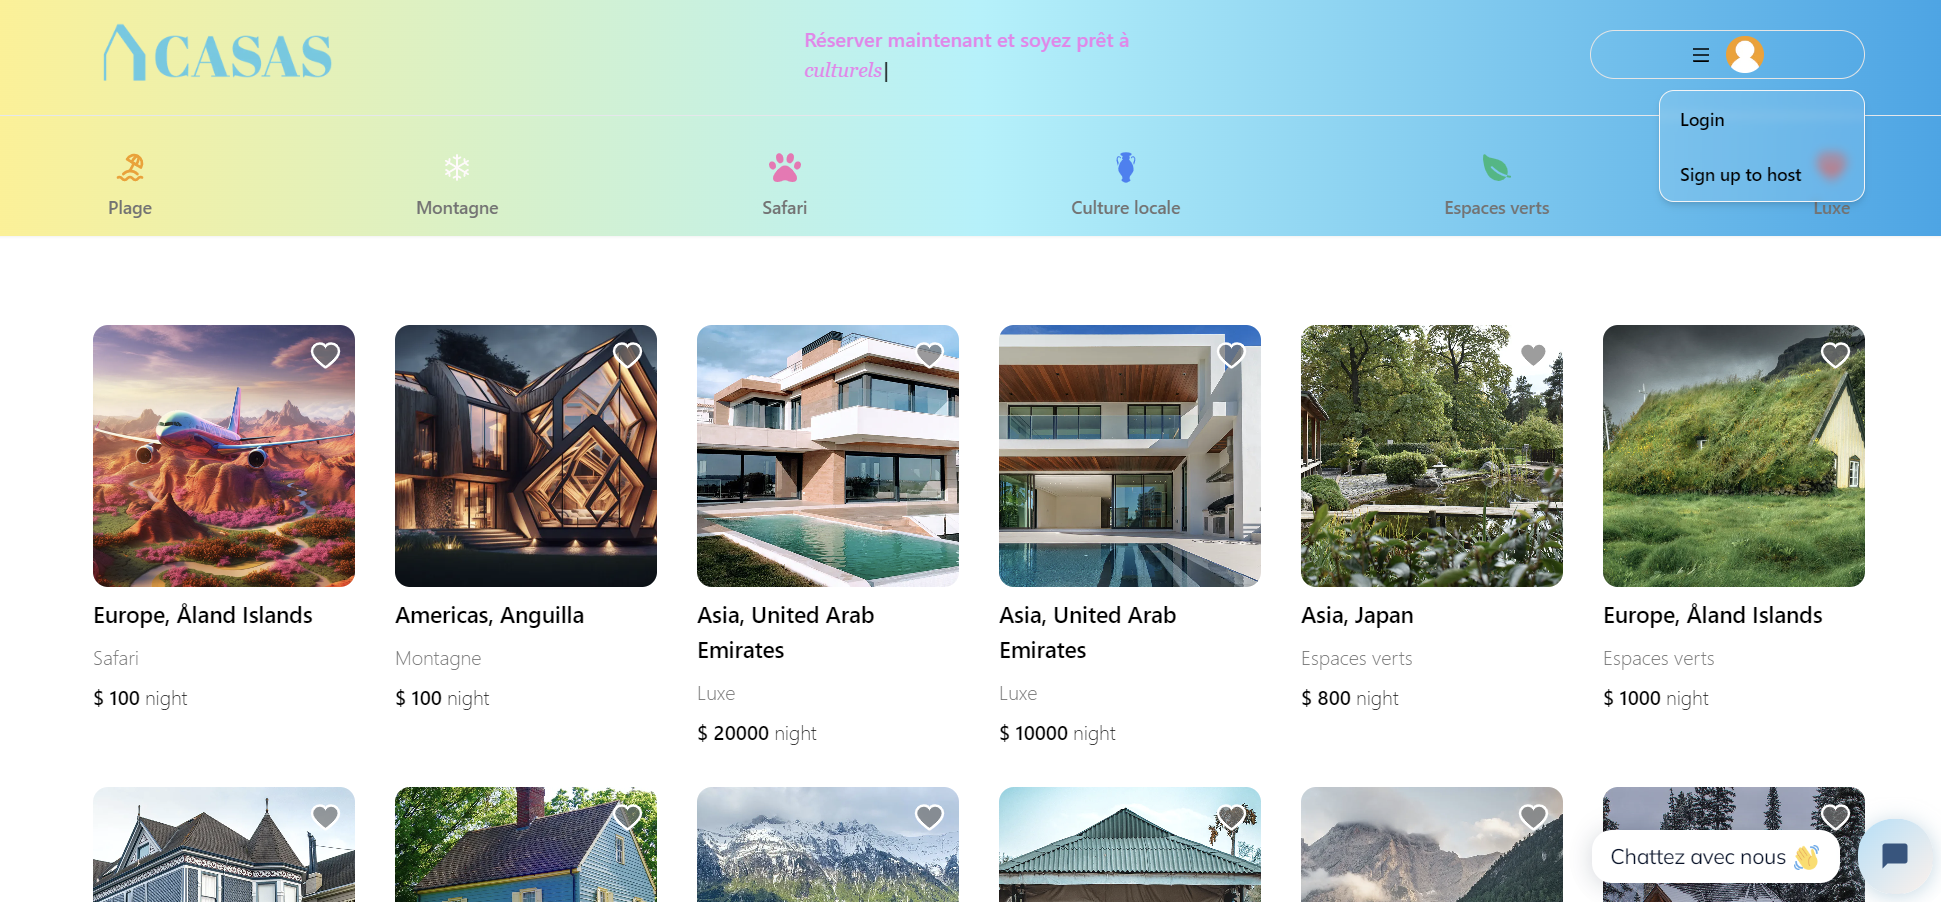 CASAS
Réserver maintenant et soyez prêt à
culturels
Login
Sign up to host
Plage
Montagne
Safari
Culture locale
Espaces verts
Luxe
Europe, Åland Islands
Safari
$ 100 night
Americas, Anguilla
Montagne
$ 100 night
Asia, United Arab
Emirates
Luxe
$ 20000 night
Asia, United Arab
Emirates
Luxe
$ 10000 night
Asia, Japan
Espaces verts
$ 800 night
Europe, Åland Islands
Espaces verts
$ 1000 night
Chattez avec nous 👋